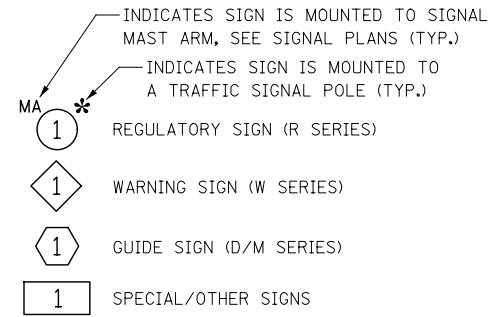 INDICATES SIGN IS MOUNTED TO SIGNAL
MAST ARM, SEE SIGNAL PLANS (TYP.)
INDICATES SIGN IS MOUNTED TO
A TRAFFIC SIGNAL POLE (TYP.)
MA *
1 REGULATORY SIGN (R SERIES)
1 WARNING SIGN (W SERIES)
1 GUIDE SIGN (D/M SERIES)
1 SPECIAL/OTHER SIGNS